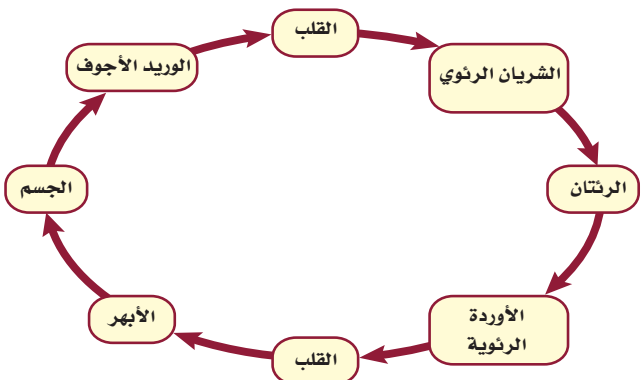 القلب
الشريان الرئوي
الرئتان
الأوردة
الرئوية
القلب
الأبهر
الجسم
الوريد الأجوف